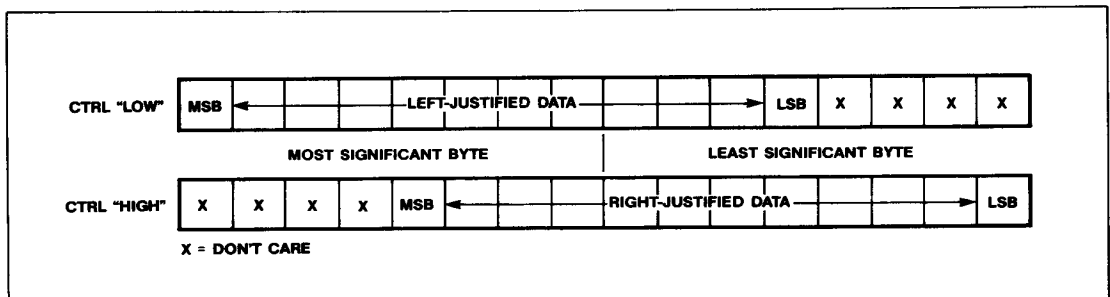 CTRL "LOW" MSB LEFT-JUSTIFIED DATA LSB X X X X
MOST SIGNIFICANT BYTE LEAST SIGNIFICANT BYTE
CTRL "HIGH" X X X X MSB RIGHT-JUSTIFIED DATA LSB
X = DON'T CARE